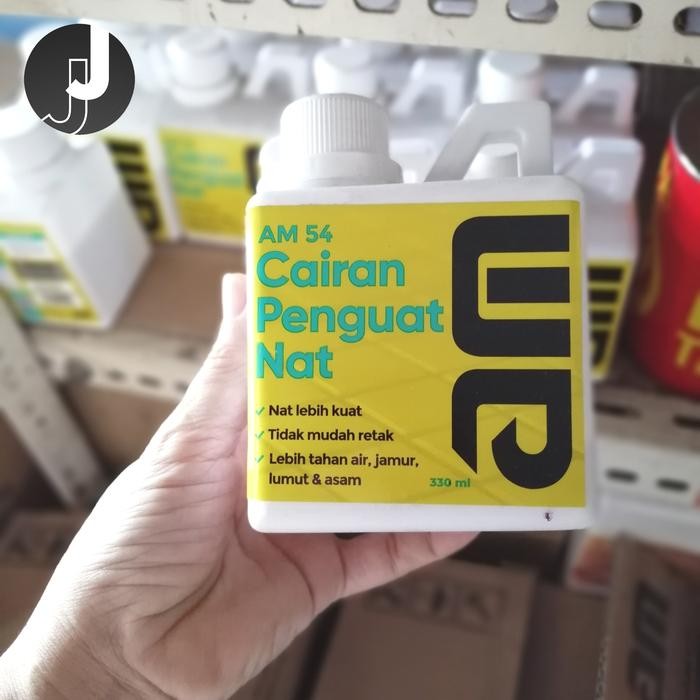 AM 54
Cairan
Penguat
Nat
Nat lebih kuat
Tidak mudah retak
Lebih tahan air, jamur,
lumut & asam
330 ml
AM